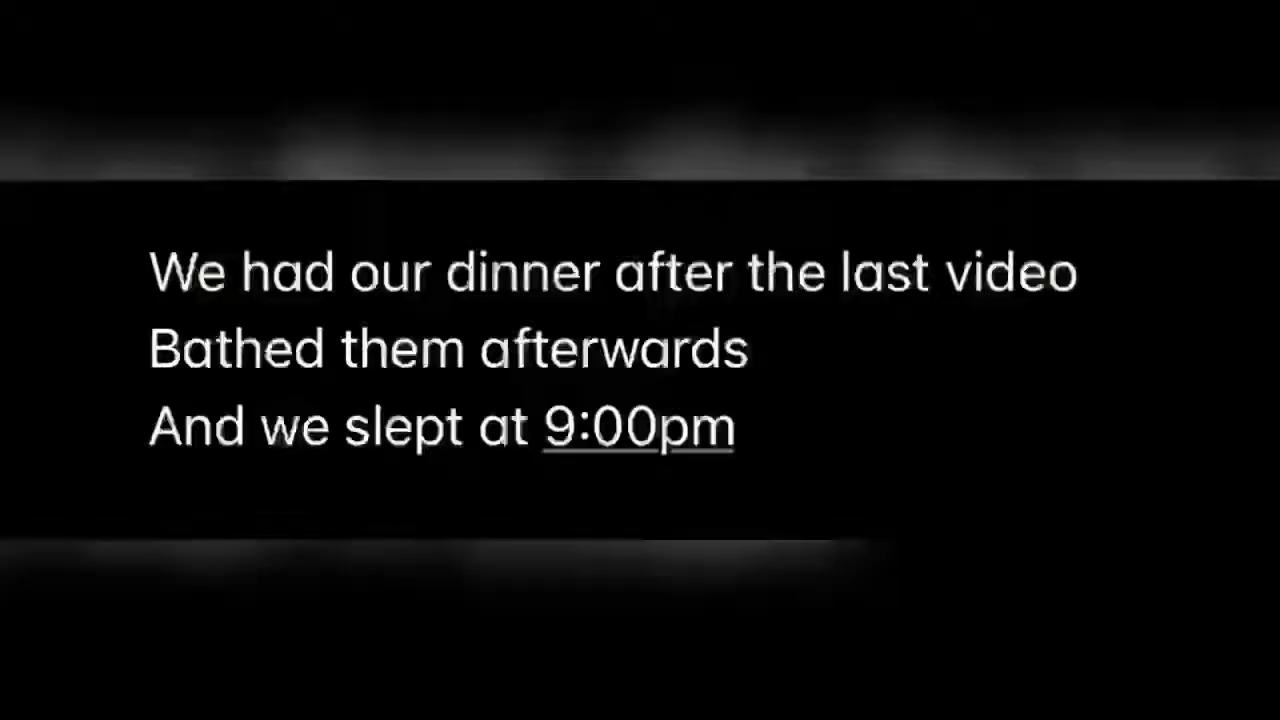 We had our dinner after the last video
Bathed them afterwards
And we slept at 9:00pm